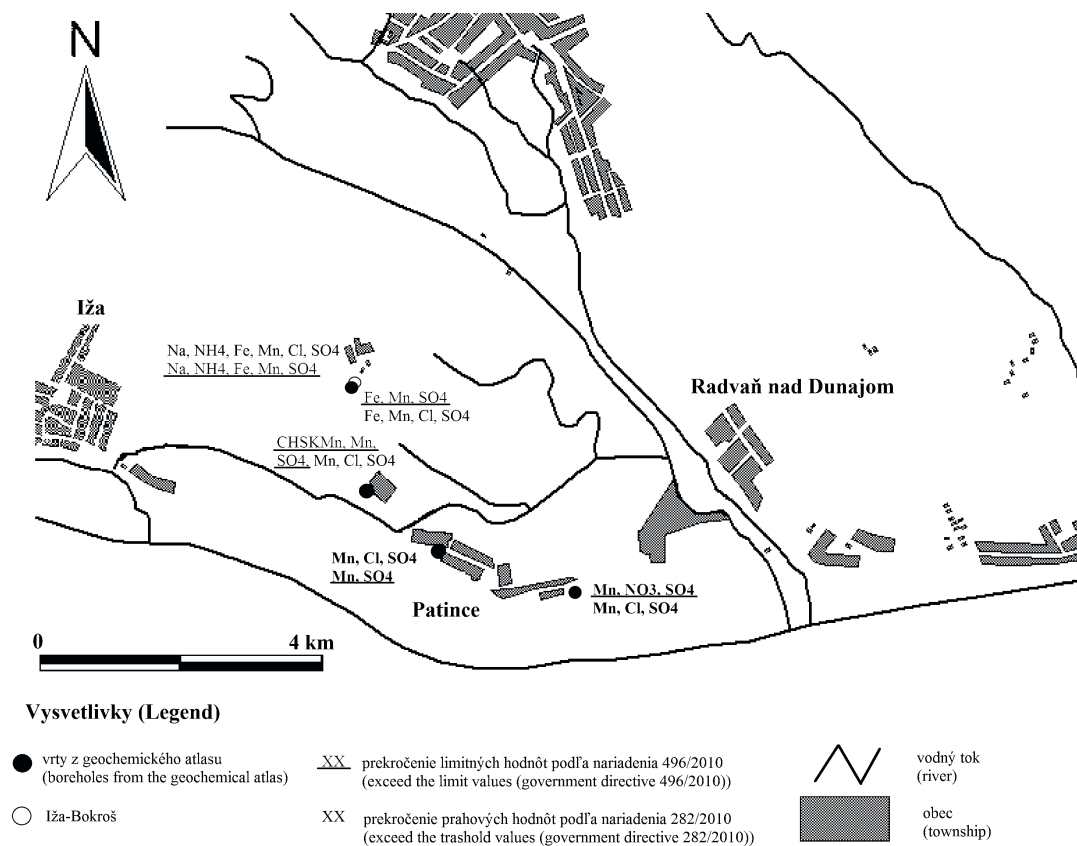 N
Iža
Na, NH4, Fe, Mn, Cl, SO4
Na, NH4, Fe, Mn, SO4
Fe, Mn, SO4
Fe, Mn, Cl, SO4
Radvaň nad Dunajom
CHSKMn, Mn,
SO4, Mn, Cl, SO4
Mn, Cl, SO4
Mn, SO4
Mn, NO3, SO4
Mn, Cl, SO4
Patince
0 4 km
Vysvetlivky (Legend)
vrty z geochemického atlasu
(boreholes from the geochemical atlas)
Iža-Bokroš
XX prekročenie limitných hodnôt podľa nariadenia 496/2010
(exceed the limit values (government directive 496/2010))
XX prekročenie prahových hodnôt podľa nariadenia 282/2010
(exceed the trashold values (government directive 282/2010))
vodný tok
(river)
obec
(township)